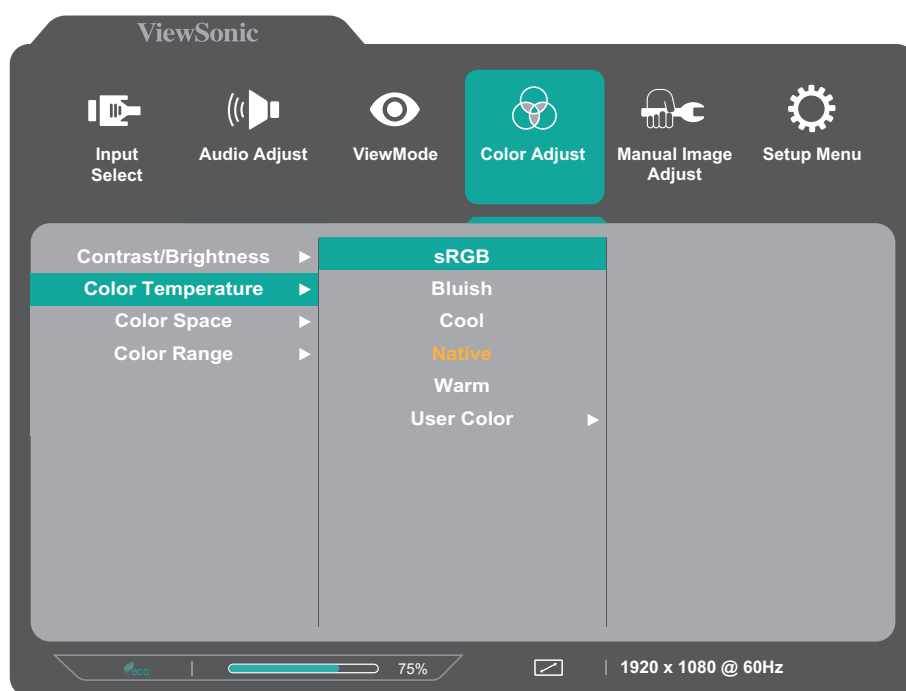 ViewSonic
Input
Select
Audio Adjust
ViewMode
Color Adjust
Manual Image
Adjust
Setup Menu
Contrast/Brightness
Color Temperature
Color Space
Color Range
sRGB
Bluish
Cool
Native
Warm
User Color
eco
75%
1920 x 1080 @ 60Hz